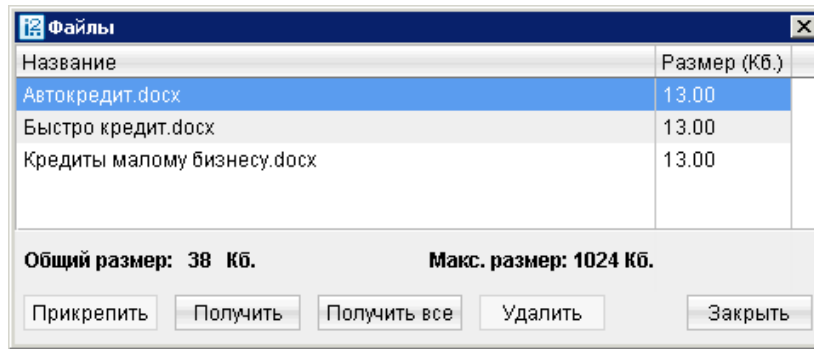 Файлы
Название Размер (Кб.)
Автокредит.docx 13.00
Быстро кредит.docx 13.00
Кредиты малому бизнесу.docx 13.00
Общий размер: 38 Кб. Макс. размер: 1024 Кб.
Прикрепить Получить Получить все Удалить Закрыть